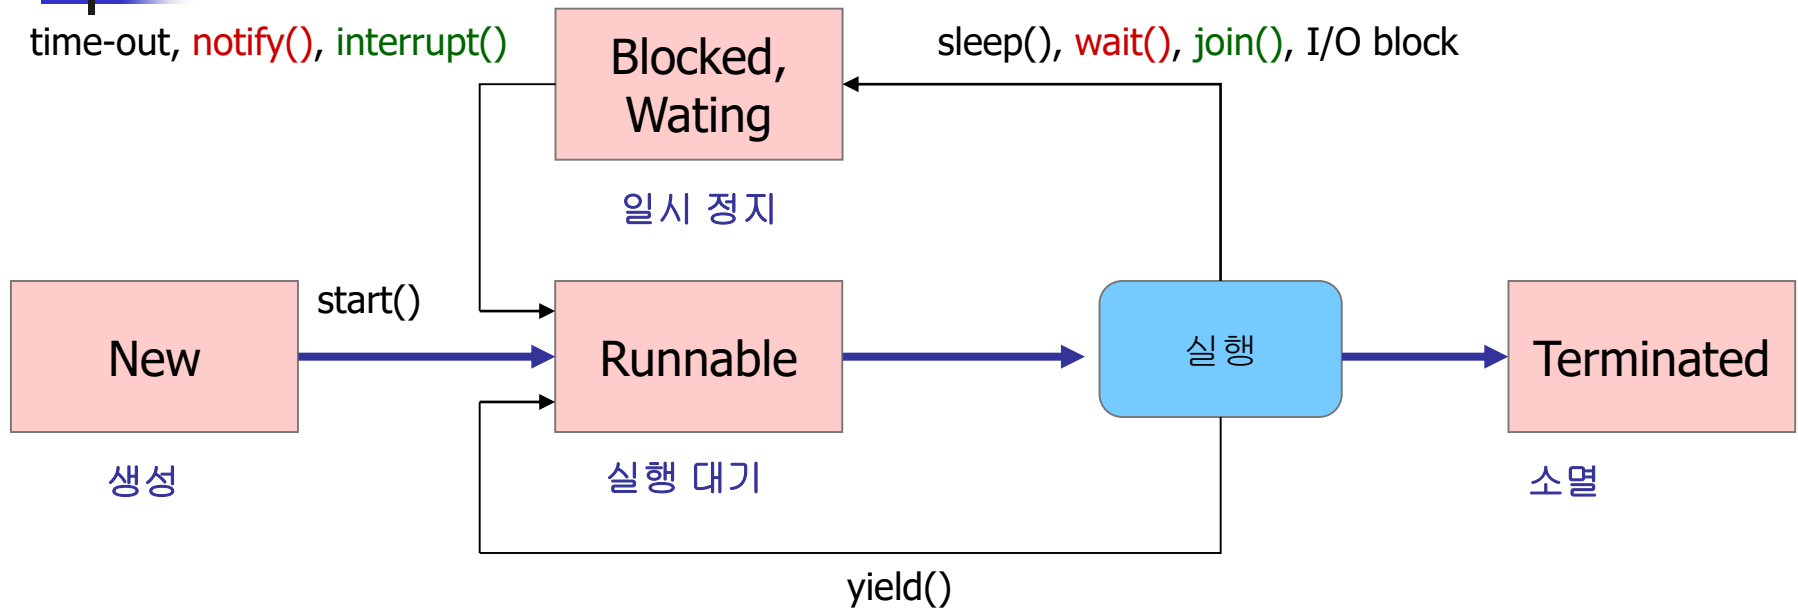 time-out, notify(), interrupt()
Blocked,
Wating
sleep(), wait(), join(), I/O block
일시 정지
start()
New
Runnable
실행
Terminated
생성
실행 대기
소멸
yield()